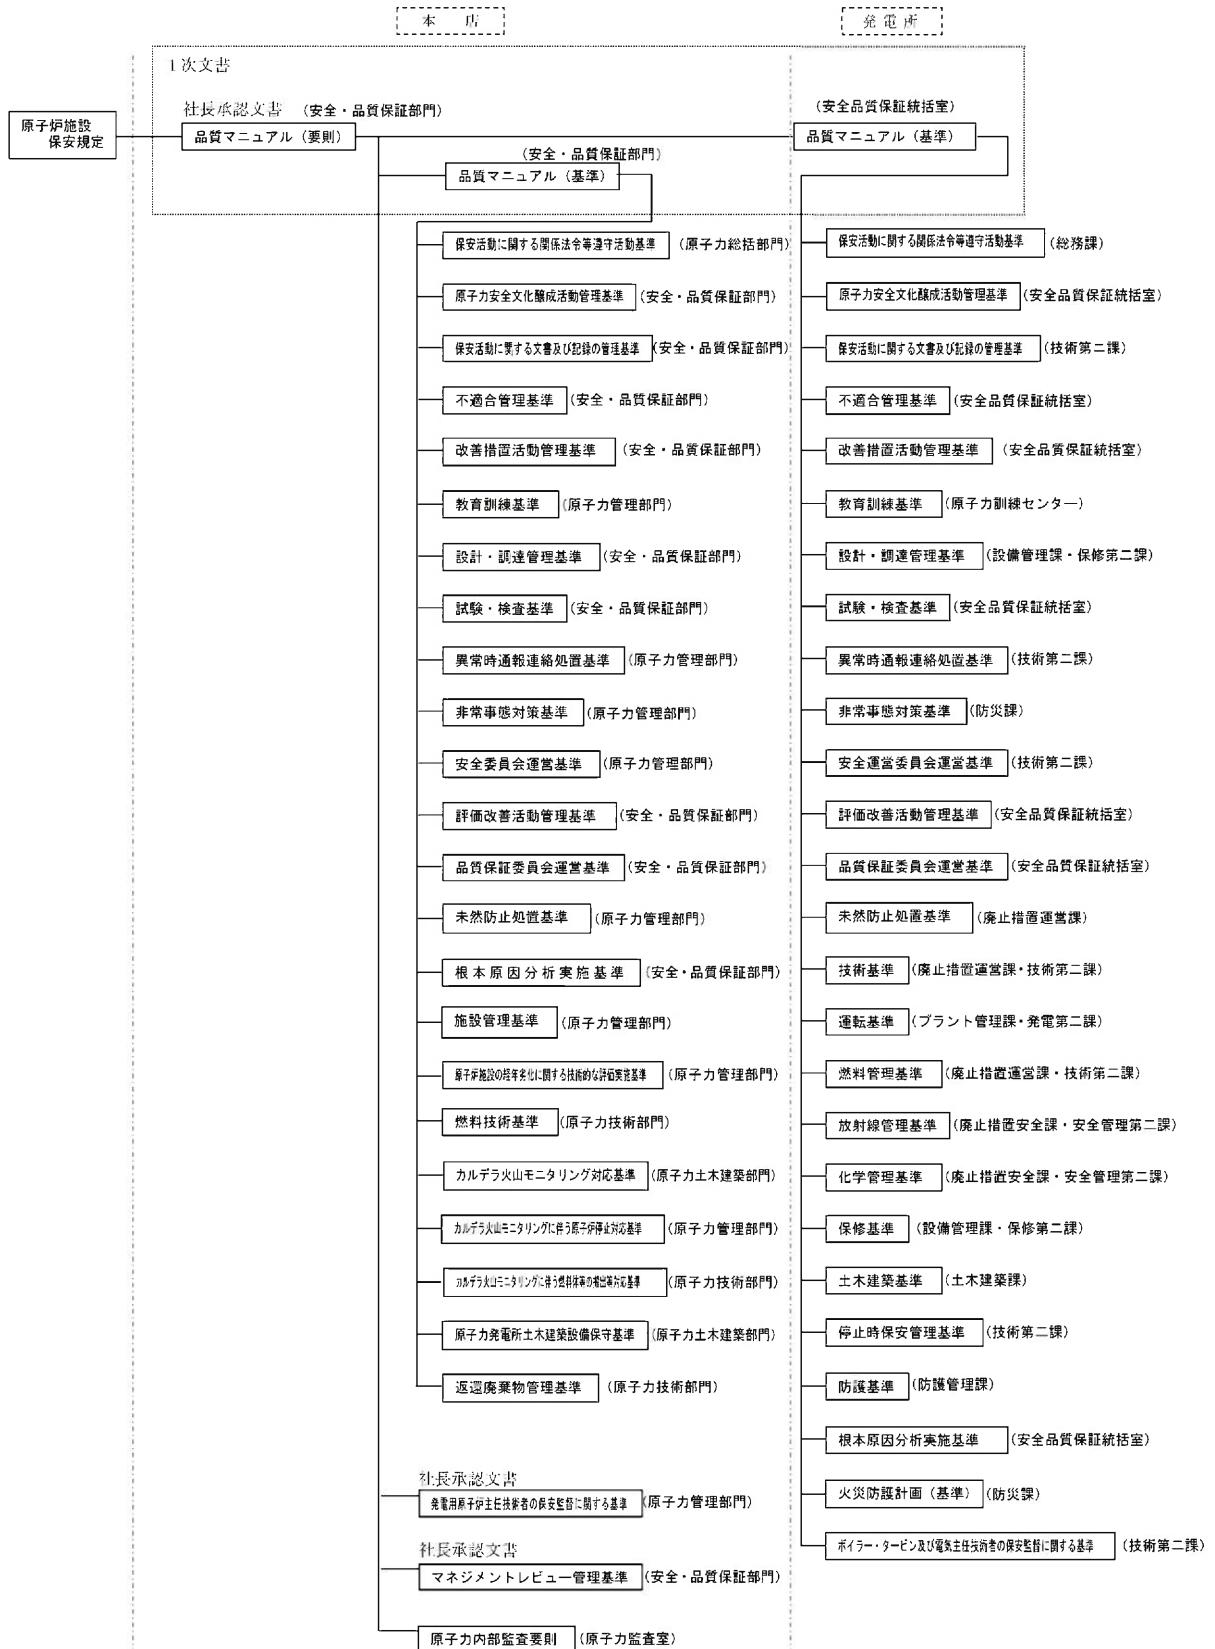 本店
発電所
1次文書
社長承認文書 (安全・品質保証部門)
(安全品質保証統括室)
原子炉施設
保安規定
品質マニュアル(要則)
品質マニュアル(基準)
(安全・品質保証部門)
品質マニュアル(基準)
保安活動に関する関係法令等遵守活動基準 (原子力総括部門)
原子力安全文化醸成活動管理基準 (安全・品質保証部門)
保安活動に関する文書及び記録の管理基準 (安全・品質保証部門)
不適合管理基準 (安全・品質保証部門)
改善措置活動管理基準 (安全・品質保証部門)
教育訓練基準 (原子力管理部門)
設計・調達管理基準 (安全・品質保証部門)
試験・検査基準 (安全・品質保証部門)
異常時通報連絡処置基準 (原子力管理部門)
非常事態対策基準 (原子力管理部門)
安全委員会運営基準 (原子力管理部門)
評価改善活動管理基準 (安全・品質保証部門)
品質保証委員会運営基準 (安全・品質保証部門)
未然防止処置基準 (原子力管理部門)
根本原因分析実施基準 (安全・品質保証部門)
施設管理基準 (原子力管理部門)
原子炉施設の経年劣化に関する技術的な評価実施基準 (原子力管理部門)
燃料技術基準 (原子力技術部門)
カルデラ火山モニタリング対応基準 (原子力土木建築部門)
カルデラ火山モニタリングに伴う原子炉停止対応基準 (原子力管理部門)
カルデラ火山モニタリングに伴う燃料体等の搬出等対応基準 (原子力技術部門)
原子力発電所土木建築設備保守基準 (原子力土木建築部門)
返還廃棄物管理基準 (原子力技術部門)
社長承認文書
発電用原子炉主任技術者の保安監督に関する基準 (原子力管理部門)
社長承認文書
マネジメントレビュー管理基準 (安全・品質保証部門)
原子力内部監査要則 (原子力監査室)
保安活動に関する関係法令等遵守活動基準 (総務課)
原子力安全文化醸成活動管理基準 (安全品質保証統括室)
保安活動に関する文書及び記録の管理基準 (技術第二課)
不適合管理基準 (安全品質保証統括室)
改善措置活動管理基準 (安全品質保証統括室)
教育訓練基準 (原子力訓練センター)
設計・調達管理基準 (設備管理課・保修第二課)
試験・検査基準 (安全品質保証統括室)
異常時通報連絡処置基準 (技術第二課)
非常事態対策基準 (防災課)
安全運営委員会運営基準 (技術第二課)
評価改善活動管理基準 (安全品質保証統括室)
品質保証委員会運営基準 (安全品質保証統括室)
未然防止処置基準 (廃止措置運営課)
技術基準 (廃止措置運営課・技術第二課)
運転基準 (プラント管理課・発電第二課)
燃料管理基準 (廃止措置運営課・技術第二課)
放射線管理基準 (廃止措置安全課・安全管理第二課)
化学管理基準 (廃止措置安全課・安全管理第二課)
保修基準 (設備管理課・保修第二課)
土木建築基準 (土木建築課)
停止時保安管理基準 (技術第二課)
防護基準 (防護管理課)
根本原因分析実施基準 (安全品質保証統括室)
火災防護計画(基準) (防災課)
ボイラー・タービン及び電気主任技術者の保安監督に関する基準 (技術第二課)